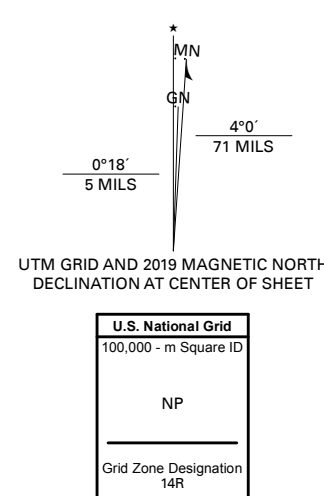 ★
MN
GN
4°0´
71 MILS
0°18´
5 MILS
UTM GRID AND 2019 MAGNETIC NORTH
DECLINATION AT CENTER OF SHEET
U.S. National Grid
100,000 - m Square ID
NP
Grid Zone Designation
14R